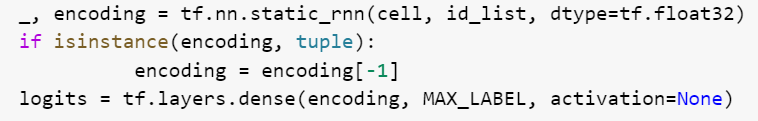 _, encoding = tf.nn.static_rnn(cell, id_list, dtype=tf.float32)
if isinstance(encoding, tuple):
encoding = encoding[-1]
logits = tf.layers.dense(encoding, MAX_LABEL, activation=None)